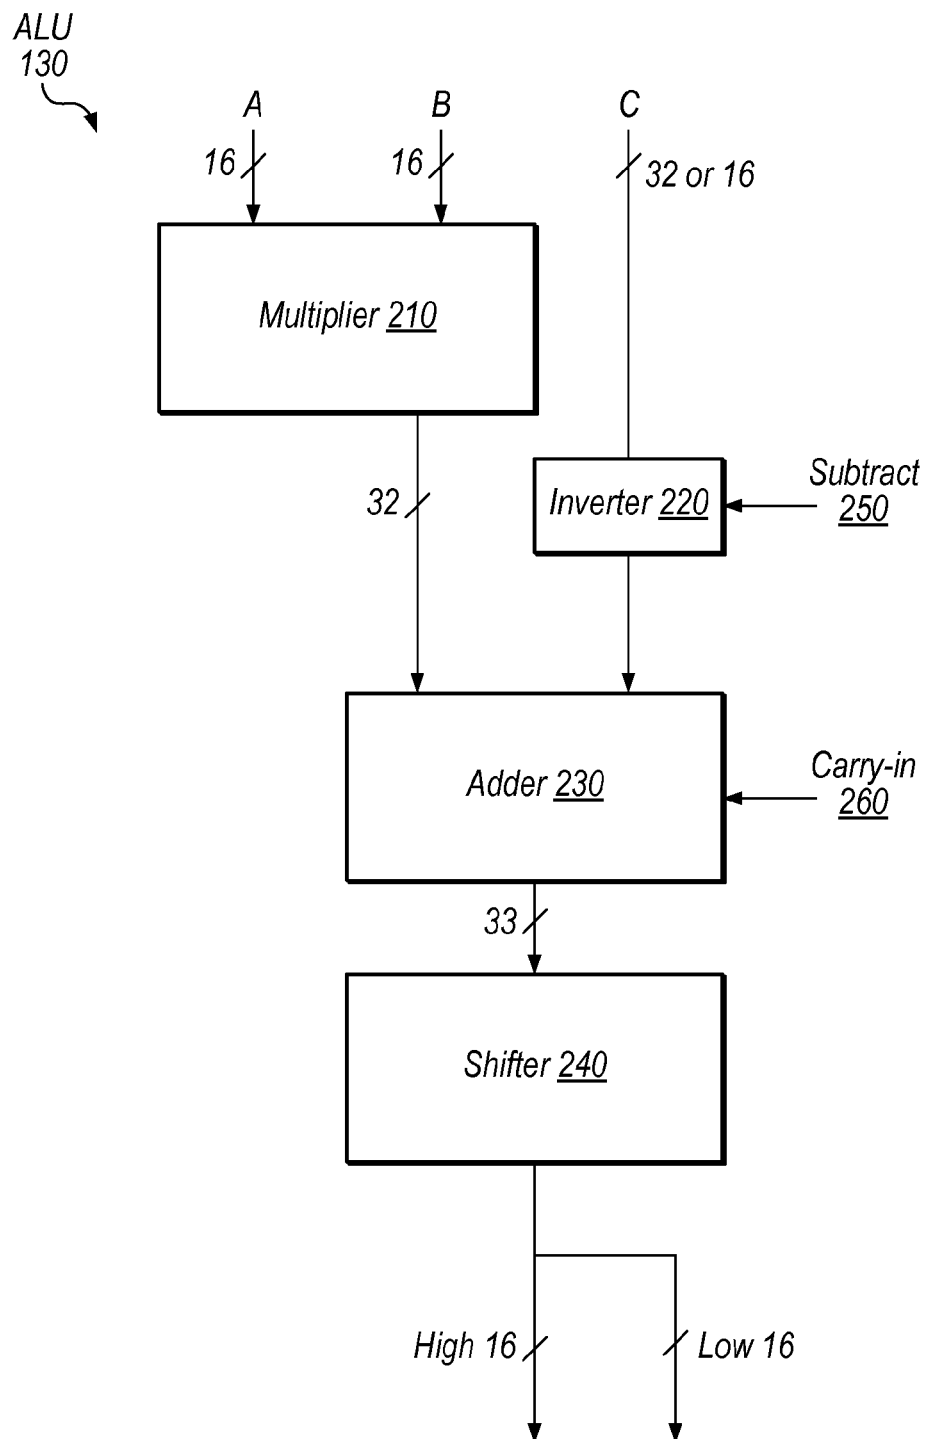 ALU
130
A
B
C
16
16
32 or 16
Multiplier 210
32
Inverter 220
Subtract
250
Adder 230
Carry-in
260
33
Shifter 240
High 16
Low 16